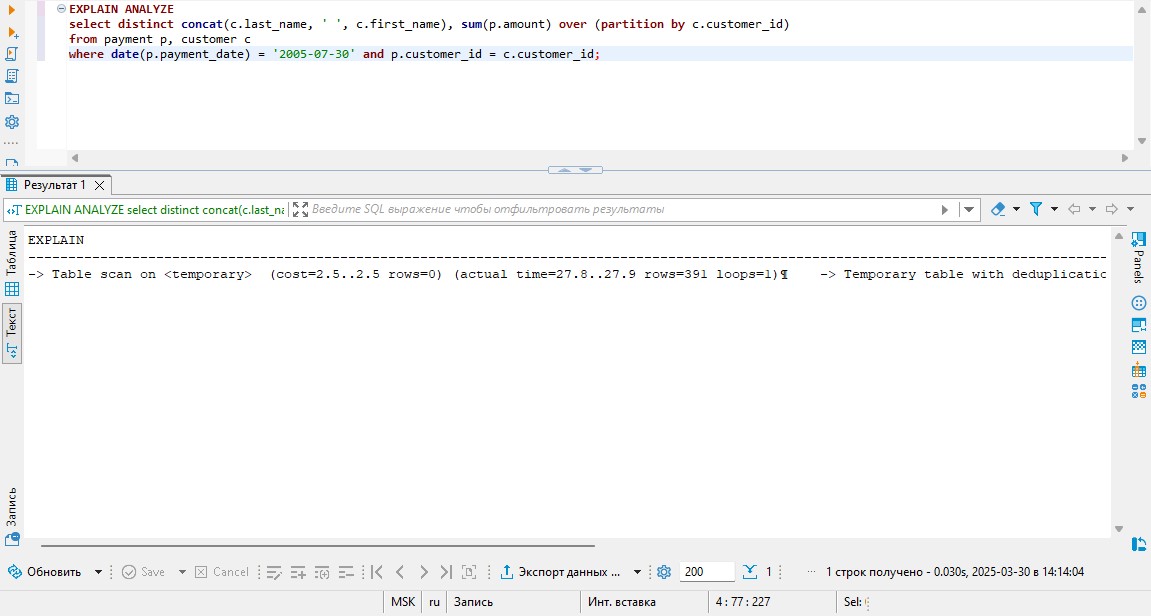 EXPLAIN ANALYZE
select distinct concat(c.last_name, ' ', c.first_name), sum(p.amount) over (partition by c.customer_id)
from payment p, customer c
where date(p.payment_date) = '2005-07-30' and p.customer_id = c.customer_id;
Результат 1
EXPLAIN ANALYZE select distinct concat(c.last_na
Введите SQL выражение чтобы отфильтровать результаты
Таблица
Текст
Запись
EXPLAIN
-> Table scan on <temporary>  (cost=2.5..2.5 rows=0) (actual time=27.8..27.9 rows=391 loops=1)¶    -> Temporary table with deduplicatio
Panels
Обновить
Save
Cancel
Экспорт данных ...
200
1
1 строк получено - 0.030s, 2025-03-30 в 14:14:04
MSK
ru
Запись
Инт. вставка
4 : 77 : 227
Sel: